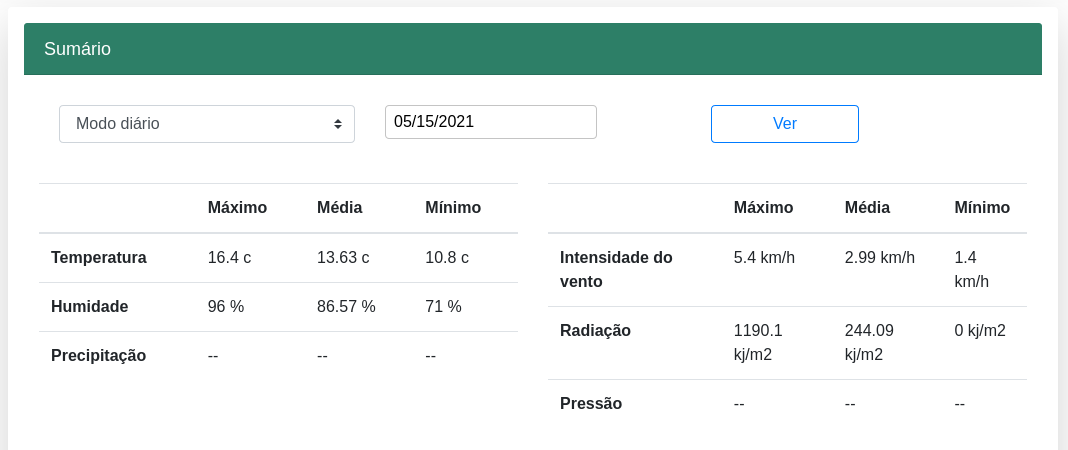 Sumário
Modo diário 05/15/2021 Ver
Máximo Média Mínimo
Temperatura 16.4 c 13.63 c 10.8 c
Humidade 96 % 86.57 % 71 %
Precipitação -- -- --
Máximo Média Mínimo
Intensidade do 5.4 km/h 2.99 km/h 1.4
vento km/h
Radiação 1190.1 244.09 0 kj/m2
kj/m2 kj/m2
Pressão -- -- --